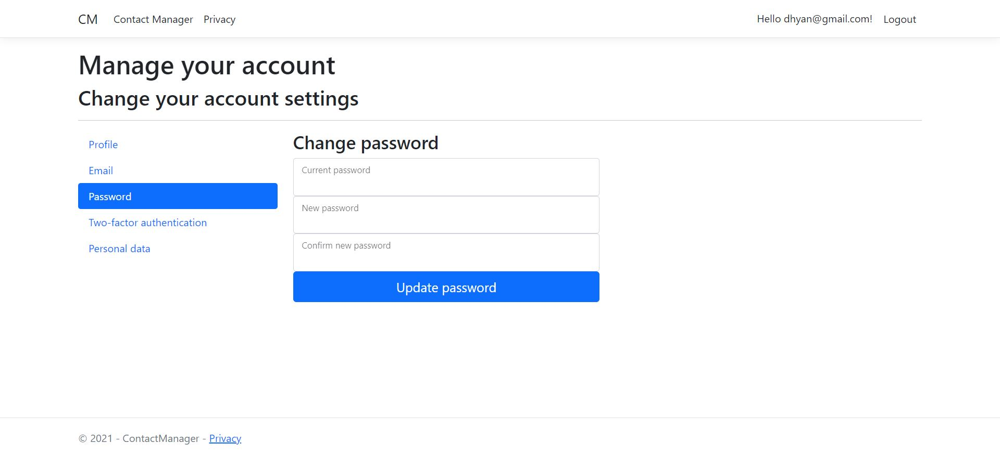 CM Contact Manager Privacy Hello dhyan@gmail.com! Logout
Manage your account
Change your account settings
Profile
Email
Password
Two-factor authentication
Personal data
Change password
Current password
New password
Confirm new password
Update password
© 2021 - ContactManager - Privacy